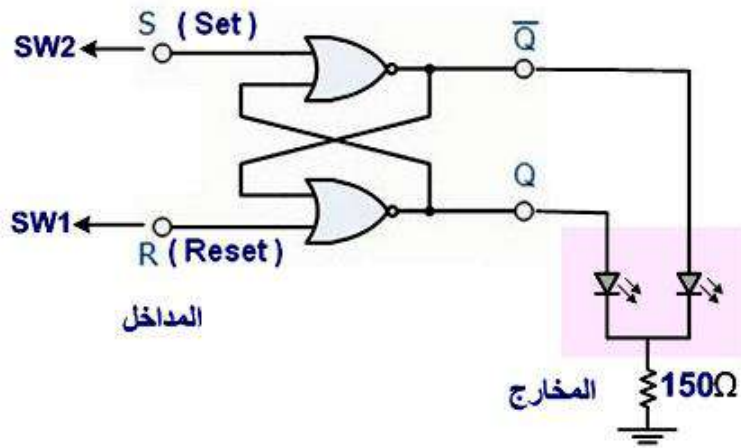 S ( Set )
SW2
Q̅
Q
SW1
R ( Reset )
المداخل
المخارج
150Ω